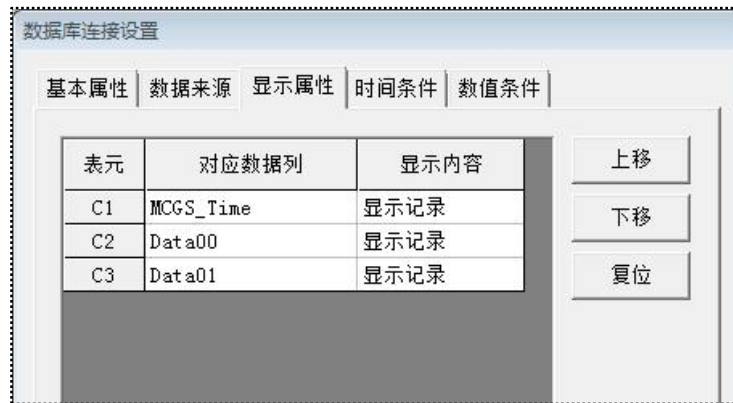 数据库连接设置
基本属性 数据来源 显示属性 时间条件 数值条件
表元 对应数据列 显示内容
C1 MCGS_Time 显示记录
C2 Data00 显示记录
C3 Data01 显示记录
上移
下移
复位